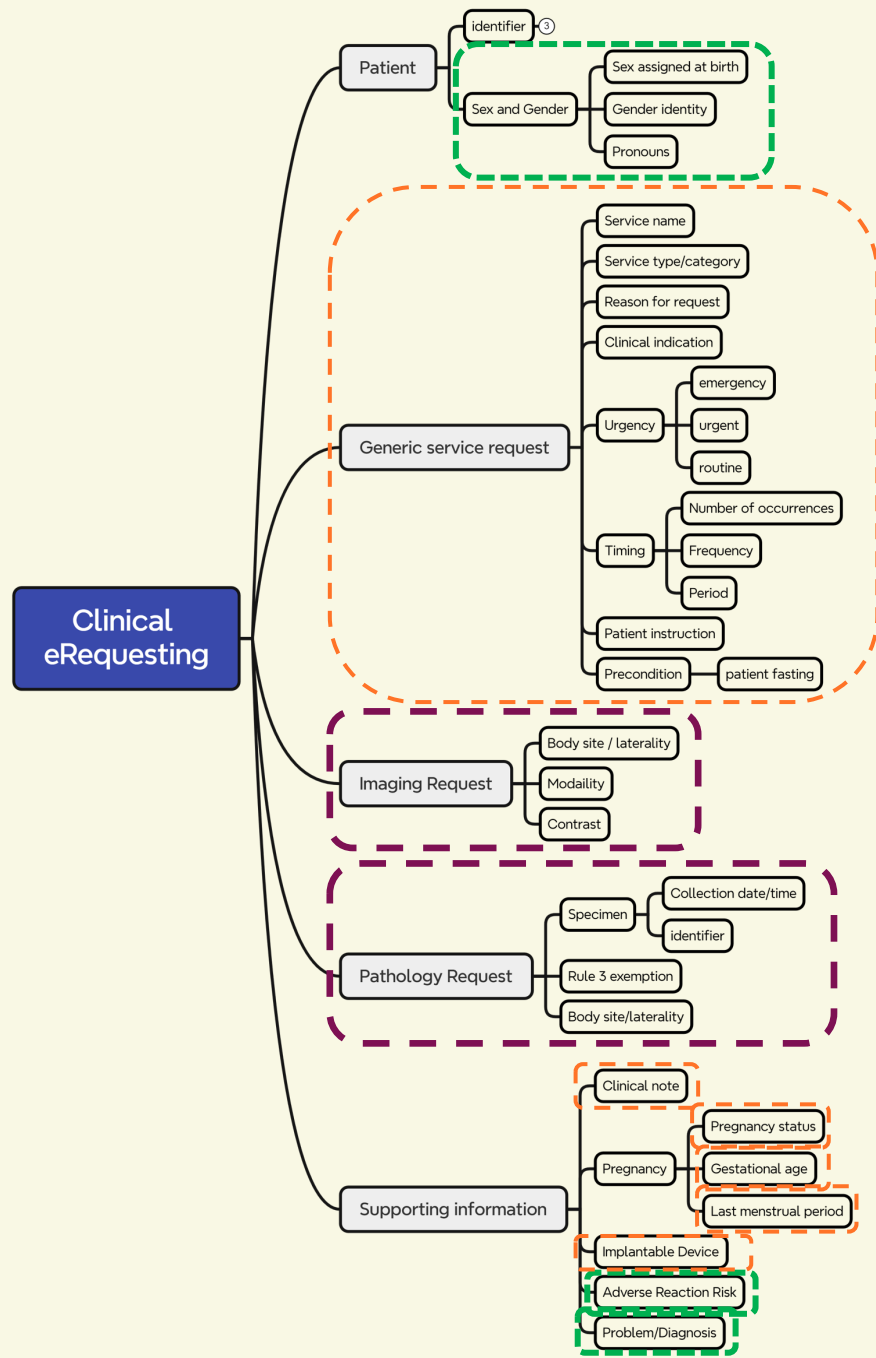 identifier
3
Patient
Sex assigned at birth
Sex and Gender
Gender identity
Pronouns
Service name
Service type/category
Reason for request
Clinical indication
emergency
Urgency
urgent
routine
Generic service request
Number of occurrences
Timing
Frequency
Period
Patient instruction
Precondition
patient fasting
Clinical
eRequesting
Body site / laterality
Imaging Request
Modaility
Contrast
Collection date/time
Specimen
identifier
Pathology Request
Rule 3 exemption
Body site/laterality
Clinical note
Pregnancy status
Pregnancy
Gestational age
Last menstrual period
Supporting information
Implantable Device
Adverse Reaction Risk
Problem/Diagnosis